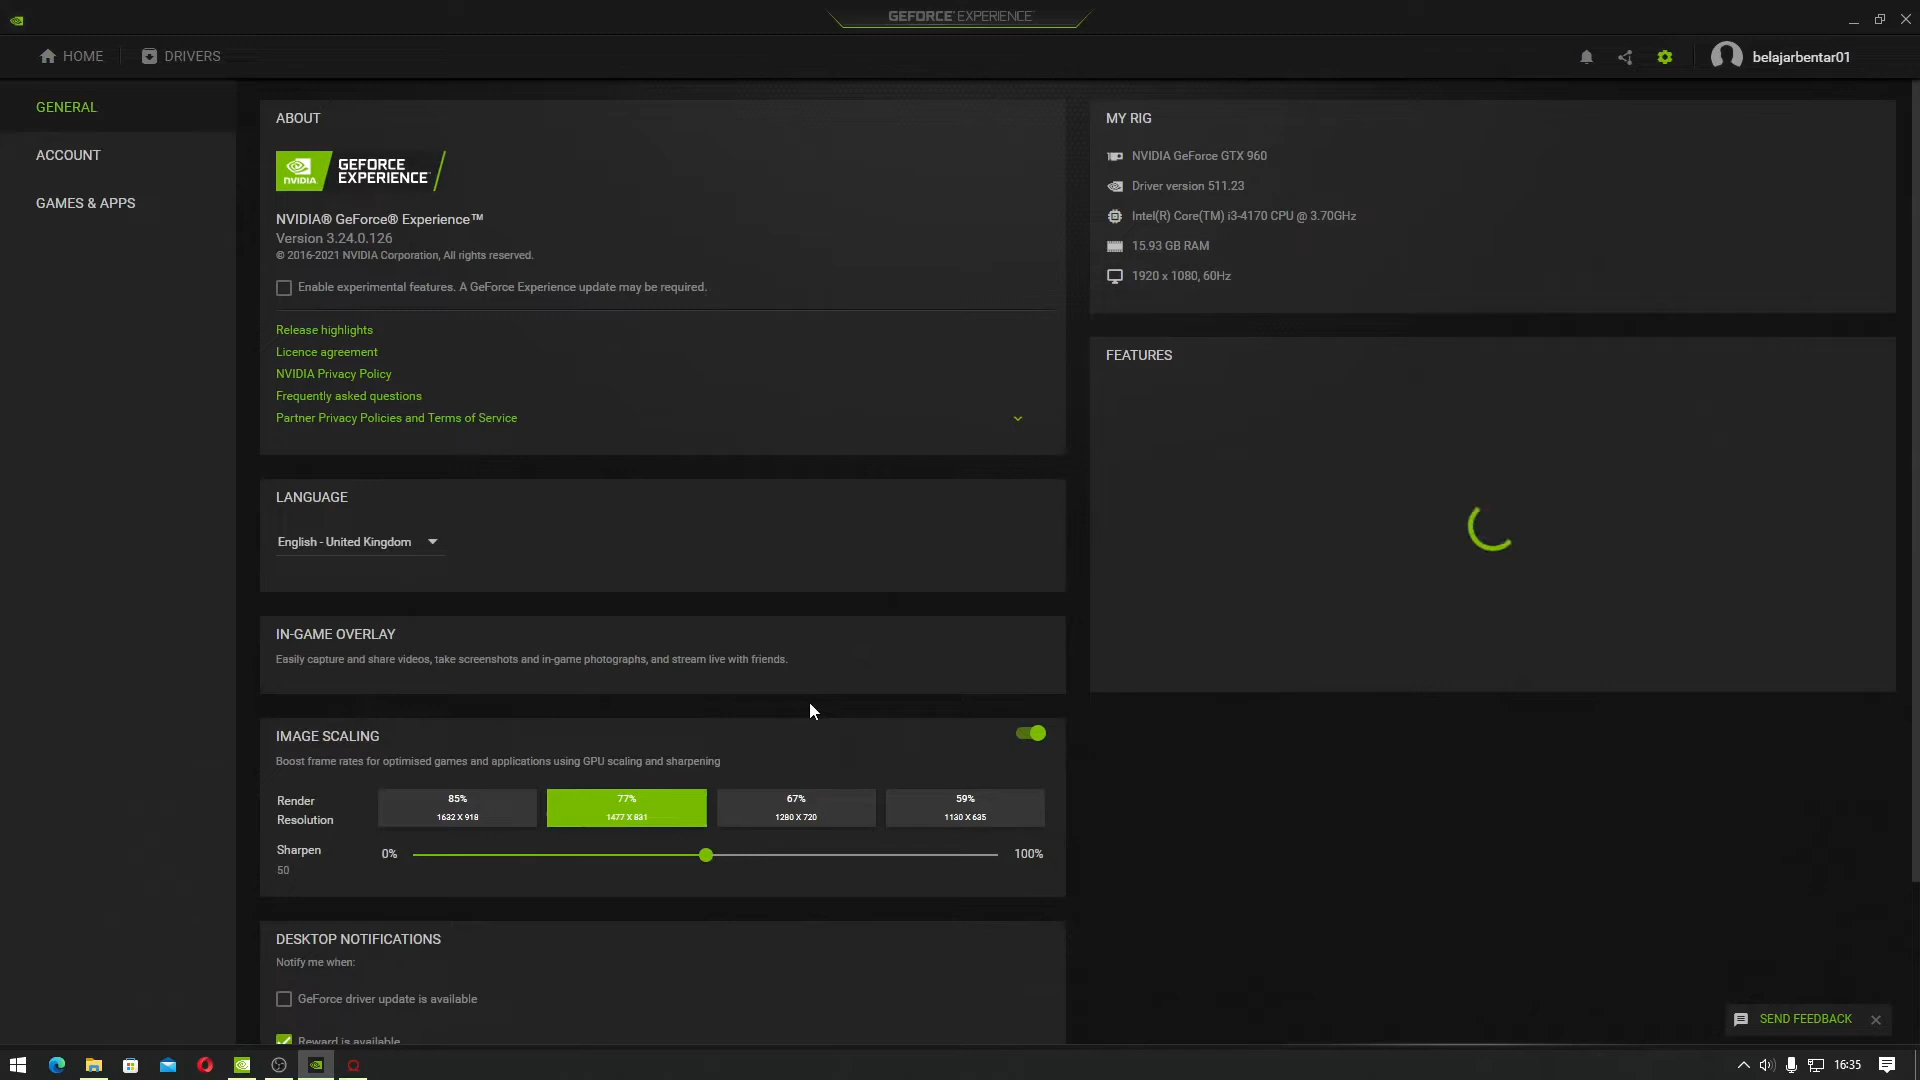 GEFORCE EXPERIENCE
HOME
DRIVERS
belajarbentar01
GENERAL
ACCOUNT
GAMES & APPS
ABOUT
NVIDIA
GEFORCE
EXPERIENCE
NVIDIA® GeForce® Experience™
Version 3.24.0.126
© 2016-2021 NVIDIA Corporation, All rights reserved.
Enable experimental features. A GeForce Experience update may be required.
Release highlights
Licence agreement
NVIDIA Privacy Policy
Frequently asked questions
Partner Privacy Policies and Terms of Service
LANGUAGE
English - United Kingdom
IN-GAME OVERLAY
Easily capture and share videos, take screenshots and in-game photographs, and stream live with friends.
IMAGE SCALING
Boost frame rates for optimised games and applications using GPU scaling and sharpening
Render
Resolution
85%
1632 X 918
77%
1477 X 831
67%
1280 X 720
59%
1130 X 635
Sharpen
50
0%
100%
DESKTOP NOTIFICATIONS
Notify me when:
GeForce driver update is available
Reward is available
MY RIG
NVIDIA GeForce GTX 960
Driver version 511.23
Intel(R) Core(TM) i3-4170 CPU @ 3.70GHz
15.93 GB RAM
1920 x 1080, 60Hz
FEATURES
SEND FEEDBACK
16:35